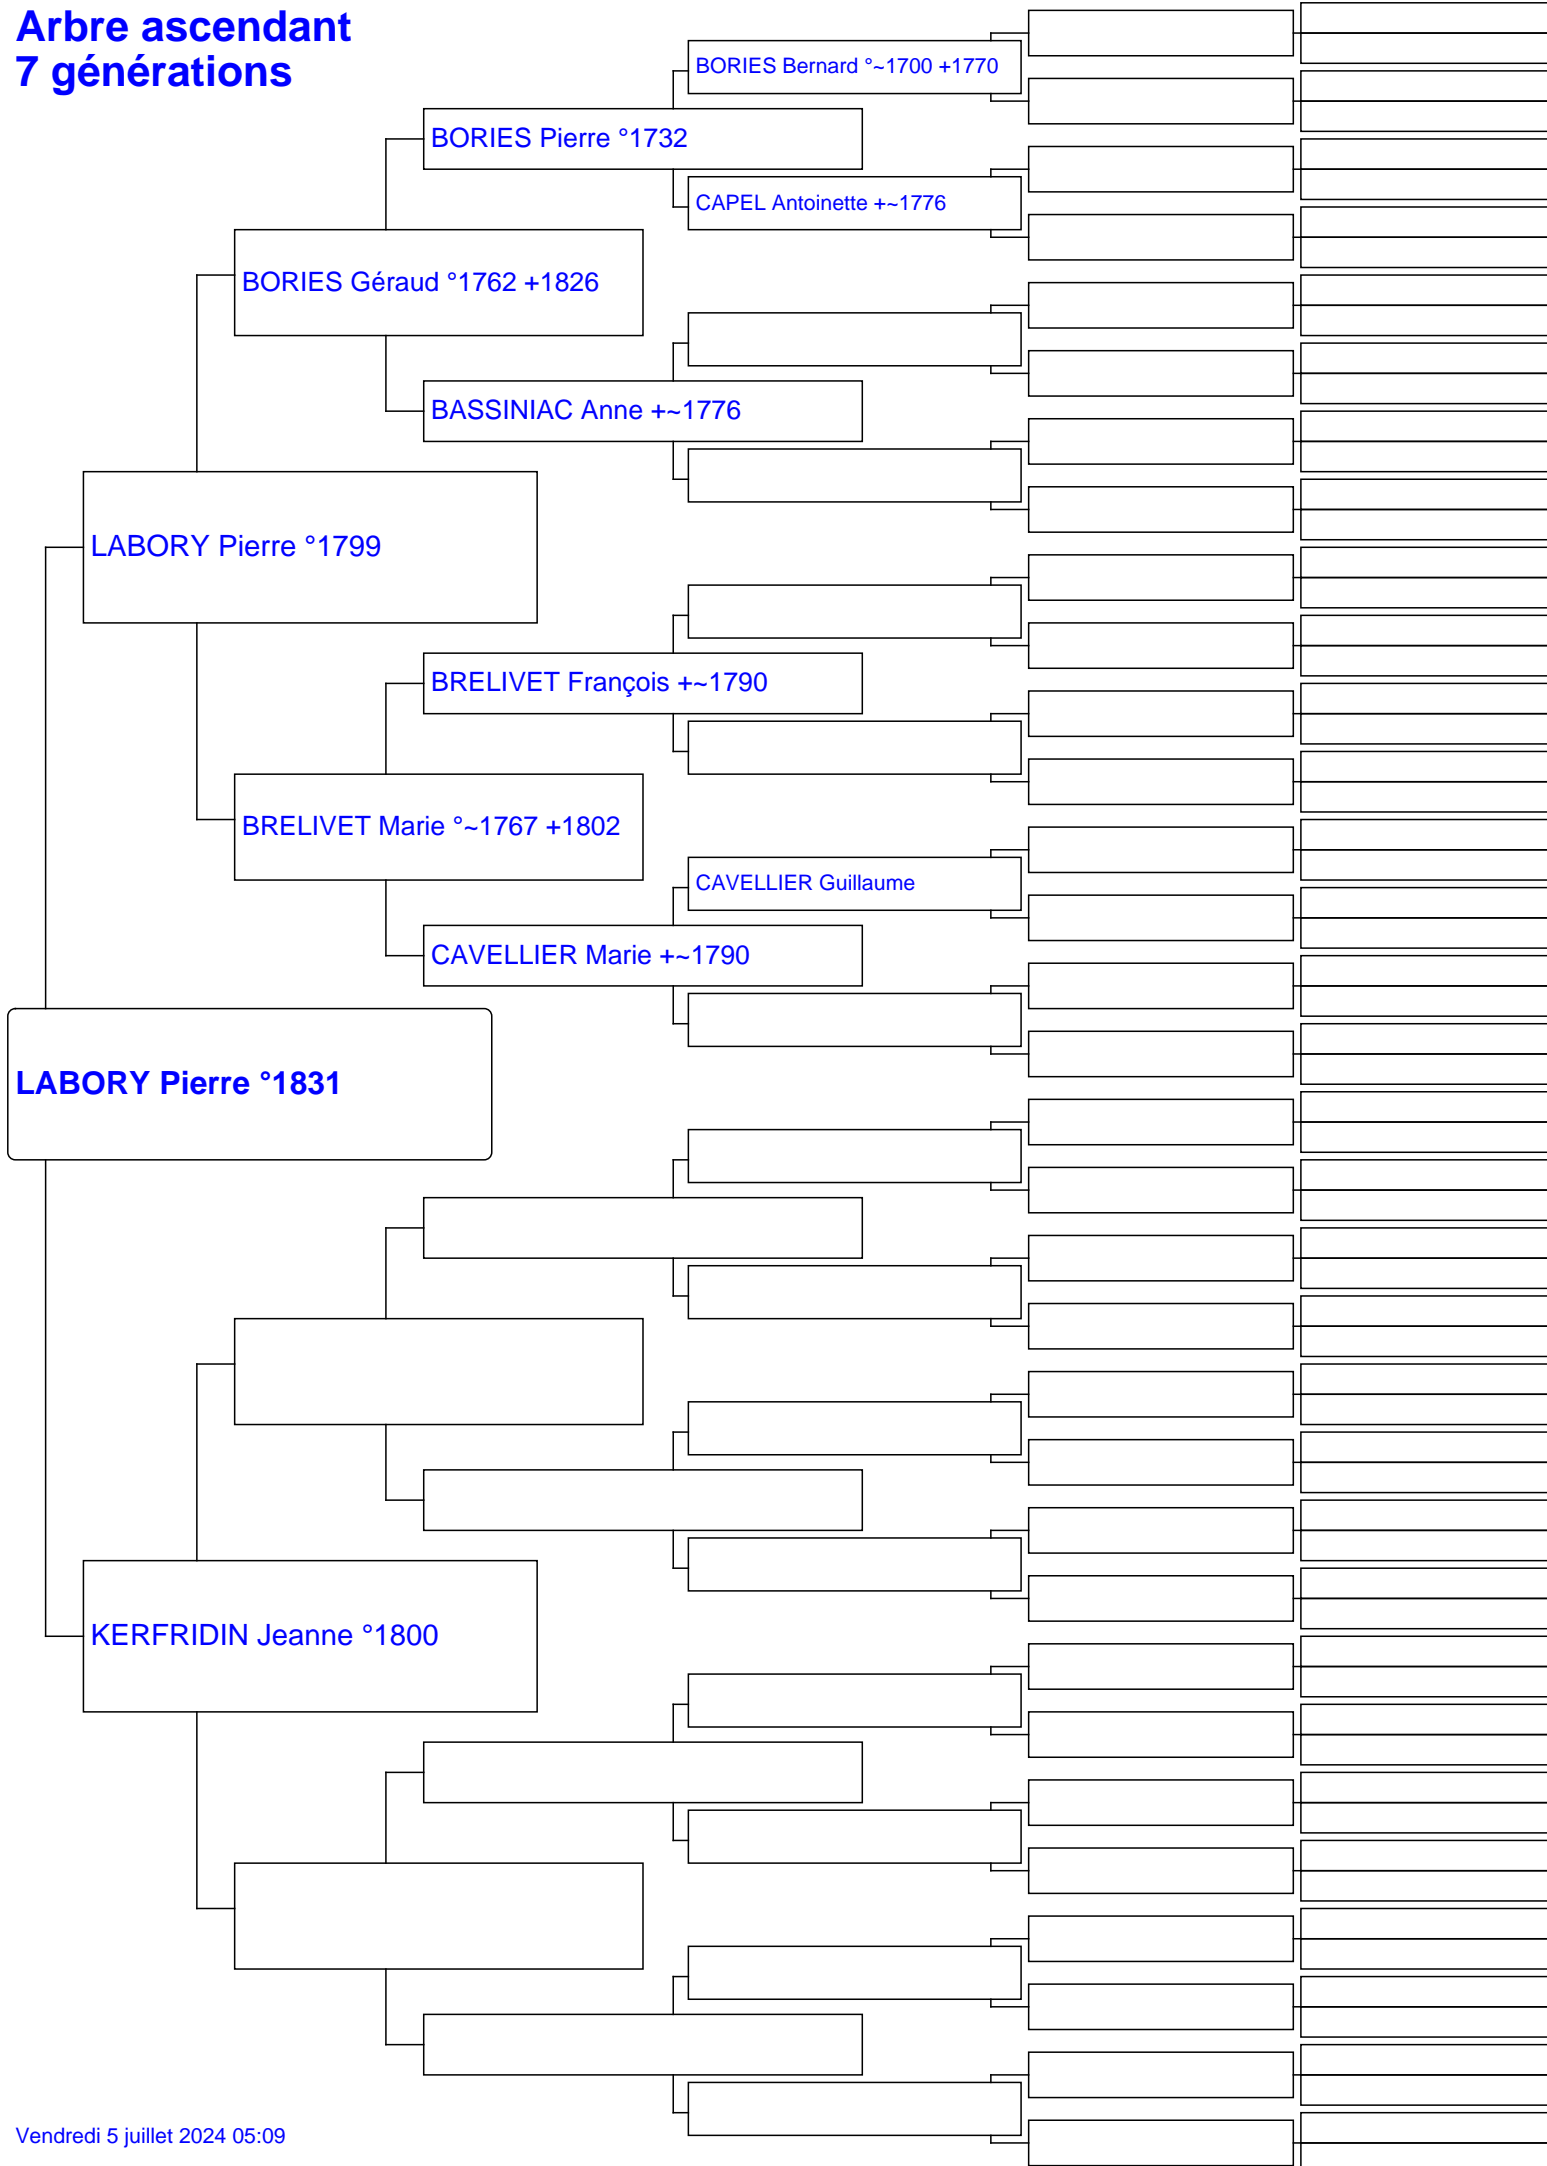 Arbre ascendant
7 générations
BORIES Bernard °~1700 +1770
BORIES Pierre °1732
CAPEL Antoinette +~1776
BORIES Géraud °1762 +1826
BASSINIAC Anne +~1776
LABORY Pierre °1799
BRELIVET François +~1790
BRELIVET Marie °~1767 +1802
CAVELLIER Guillaume
CAVELLIER Marie +~1790
LABORY Pierre °1831
KERFRIDIN Jeanne °1800
Vendredi 5 juillet 2024 05:09